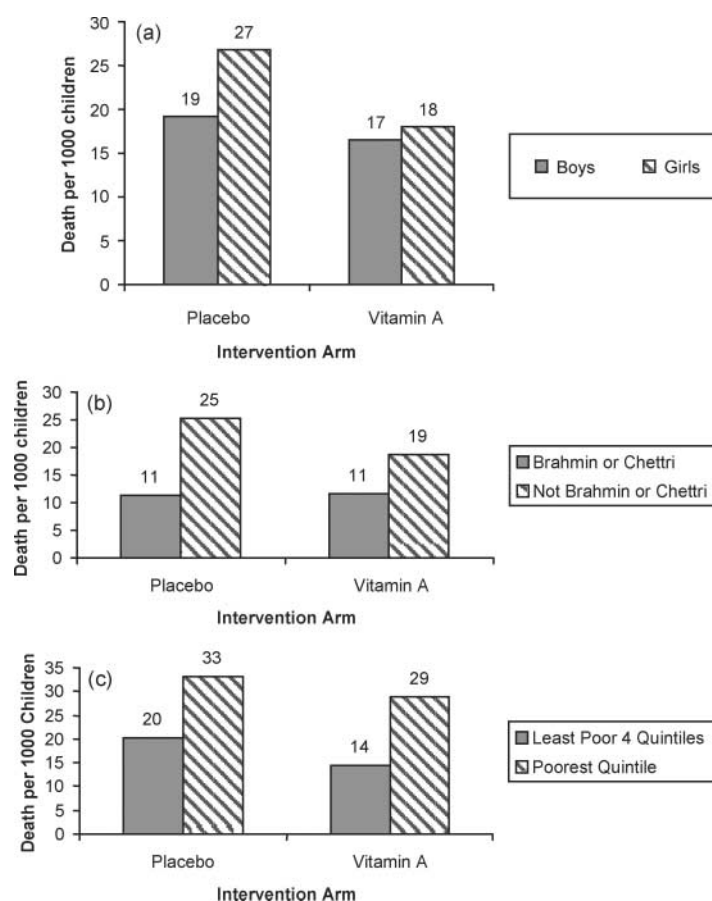 (a)
Death per 1000 children
30
25
20
15
10
5
0
19
27
17
18
Placebo
Vitamin A
Intervention Arm
Boys
Girls
(b)
Death per 1000 children
30
25
20
15
10
5
0
11
25
11
19
Placebo
Vitamin A
Intervention Arm
Brahmin or Chettri
Not Brahmin or Chettri
(c)
Death per 1000 Children
35
30
25
20
15
10
5
0
20
33
14
29
Placebo
Vitamin A
Intervention Arm
Least Poor 4 Quintiles
Poorest Quintile